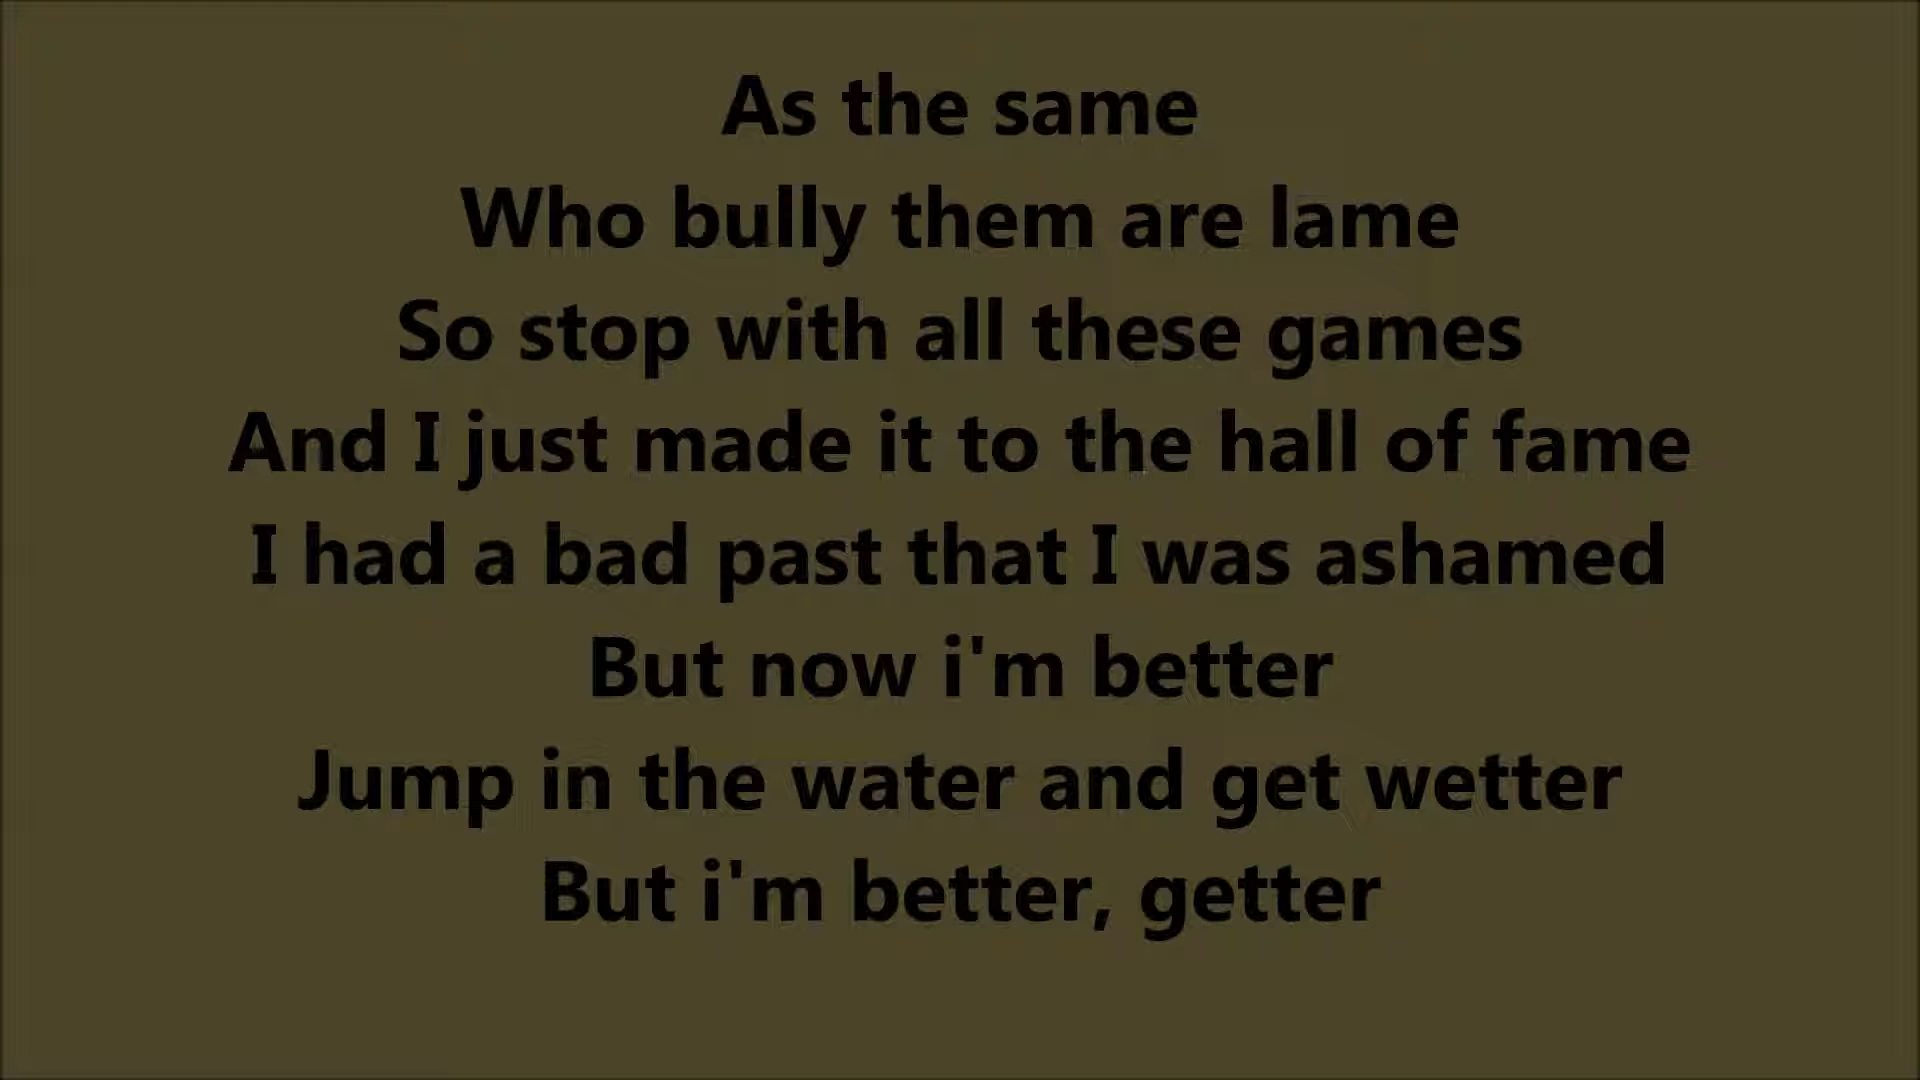 As the same
Who bully them are lame
So stop with all these games
And I just made it to the hall of fame
I had a bad past that I was ashamed
But now i'm better
Jump in the water and get wetter
But i'm better, getter